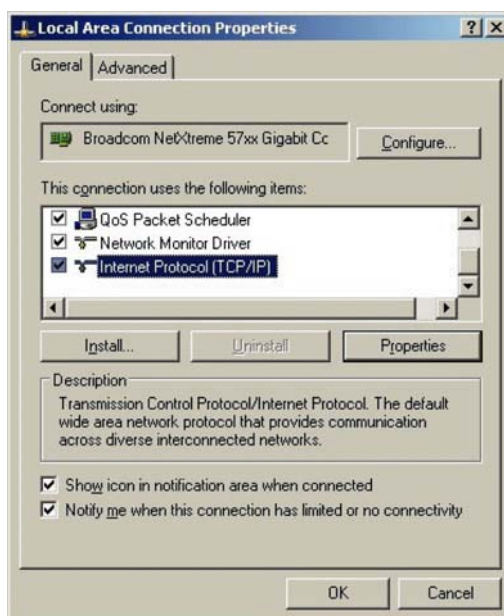 Local Area Connection Properties
General Advanced
Connect using:
Broadcom NetXtreme 57xx Gigabit Cc Configure...
This connection uses the following items:
QoS Packet Scheduler
Network Monitor Driver
Internet Protocol (TCP/IP)
Install... Uninstall Properties
Description
Transmission Control Protocol/Internet Protocol. The default
wide area network protocol that provides communication
across diverse interconnected networks.
Show icon in notification area when connected
Notify me when this connection has limited or no connectivity
OK Cancel